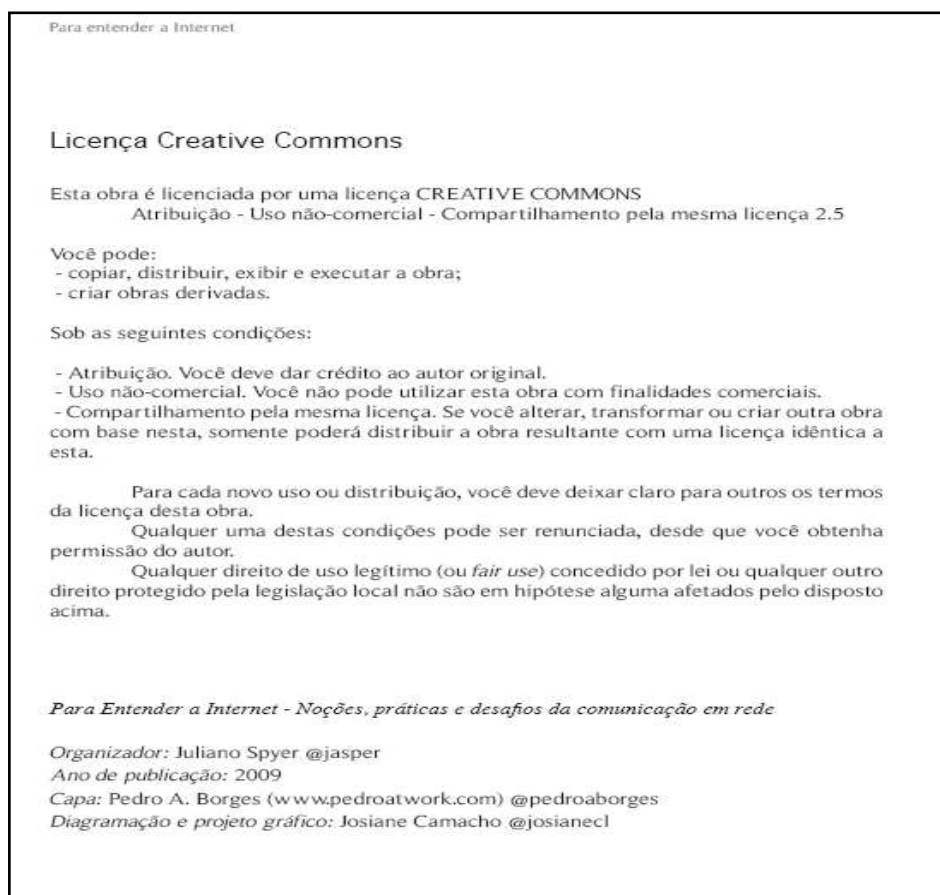 Para entender a Internet
Licença Creative Commons
Esta obra é licenciada por uma licença CREATIVE COMMONS
Atribuição - Uso não-comercial - Compartilhamento pela mesma licença 2.5
Você pode:
- copiar, distribuir, exibir e executar a obra;
- criar obras derivadas.
Sob as seguintes condições:
- Atribuição. Você deve dar crédito ao autor original.
- Uso não-comercial. Você não pode utilizar esta obra com finalidades comerciais.
- Compartilhamento pela mesma licença. Se você alterar, transformar ou criar outra obra
com base nesta, somente poderá distribuir a obra resultante com uma licença idêntica a
esta.
Para cada novo uso ou distribuição, você deve deixar claro para outros os termos
da licença desta obra.
Qualquer uma destas condições pode ser renunciada, desde que você obtenha
permissão do autor.
Qualquer direito de uso legítimo (ou fair use) concedido por lei ou qualquer outro
direito protegido pela legislação local não são em hipótese alguma afetados pelo disposto
acima.
Para Entender a Internet - Noções, práticas e desafios da comunicação em rede
Organizador: Juliano Spyer @jasper
Ano de publicação: 2009
Capa: Pedro A. Borges (www.pedroatwork.com) @pedroaborges
Diagramação e projeto gráfico: Josiane Camacho @josianecl